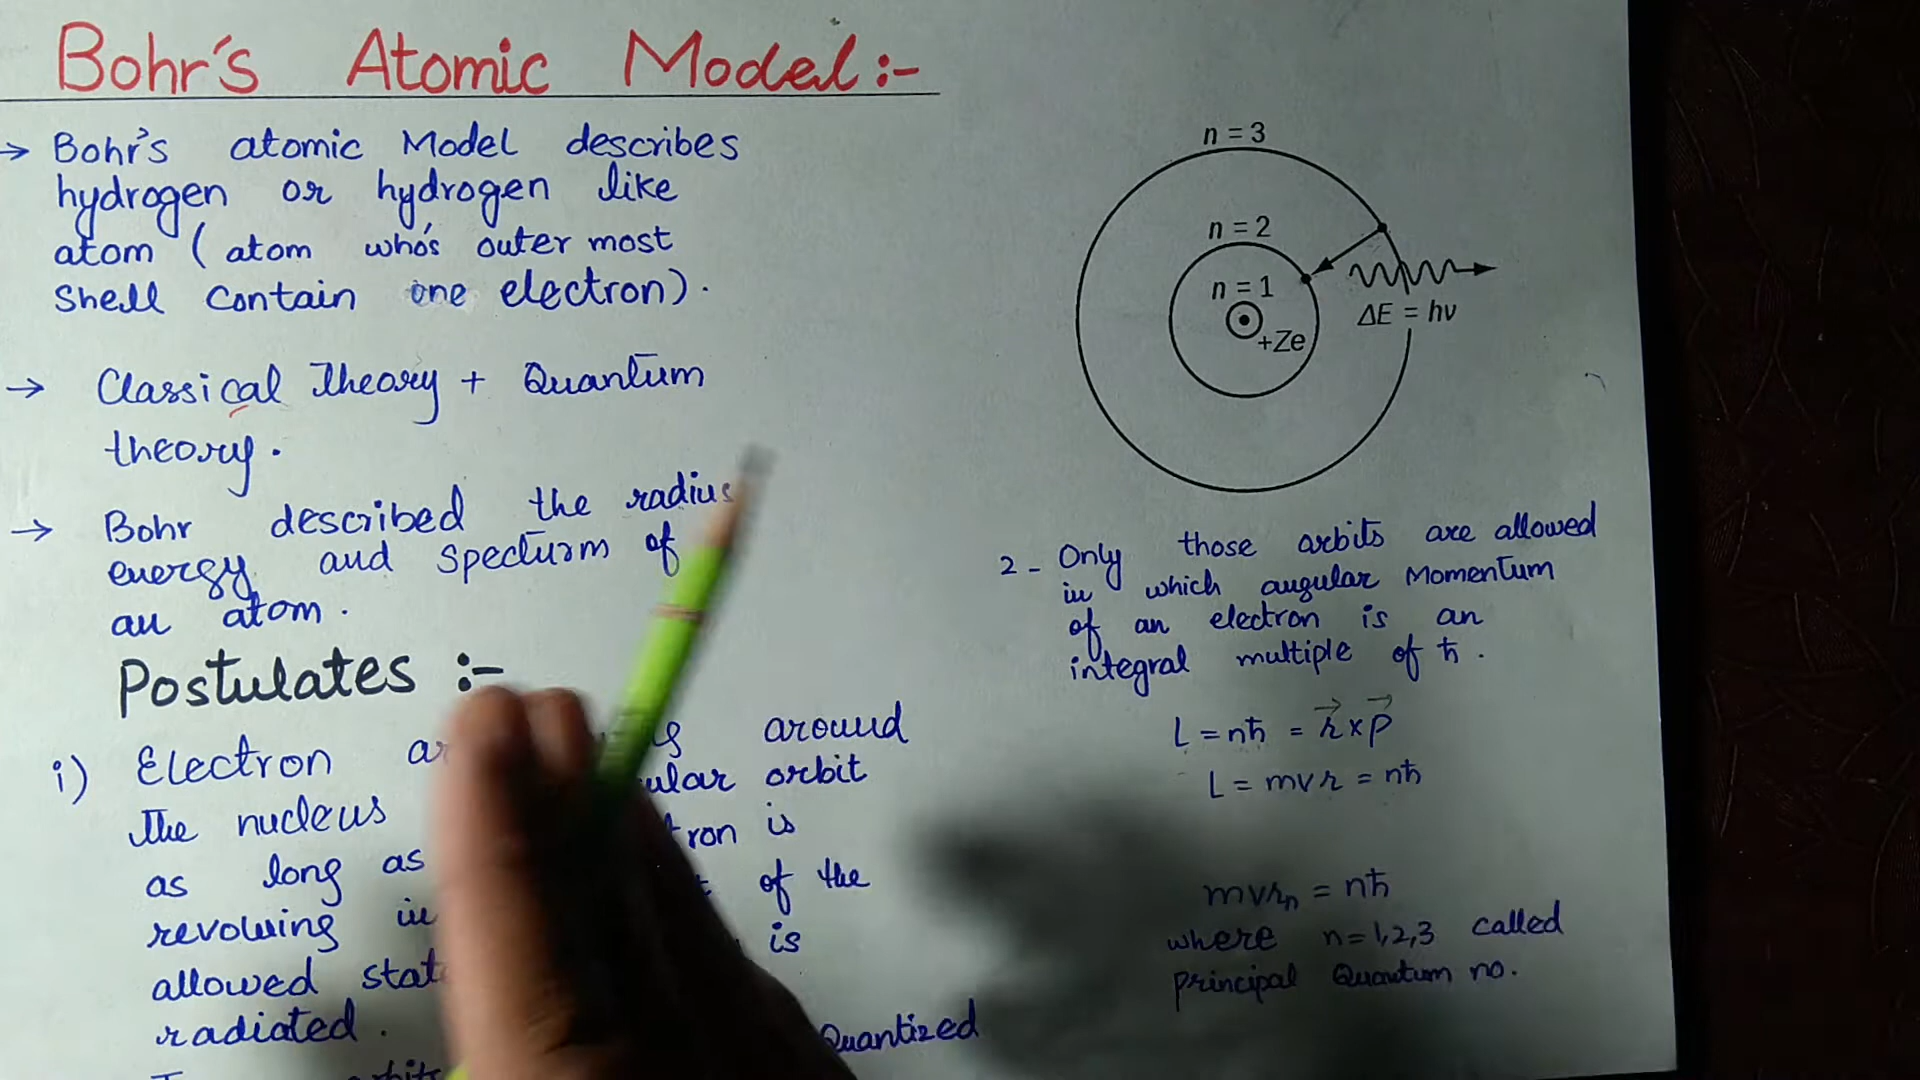 Bohr's Atomic Model:-
→ Bohr's atomic Model describes
hydrogen or hydrogen like
atom (atom who's outer most
Shell Contain one electron).
→ Classical Theory + Quantum
theory.
→ Bohr described the radius
energy and specturm of
an atom.
Postulates :-
i) Electron around
The nucleus orbit
as long as is
revolving in of the
allowed is
radiated.
Quantized
n = 3
n = 2
n = 1
+Ze
ΔE = hν
2 - Only those orbits are allowed
in which angular Momentum
of an electron is an
integral multiple of ħ.
L = nħ = r⃗ x p⃗
L = mvr = nħ
mvrₙ = nħ
where n=1,2,3 called
principal Quantum no.